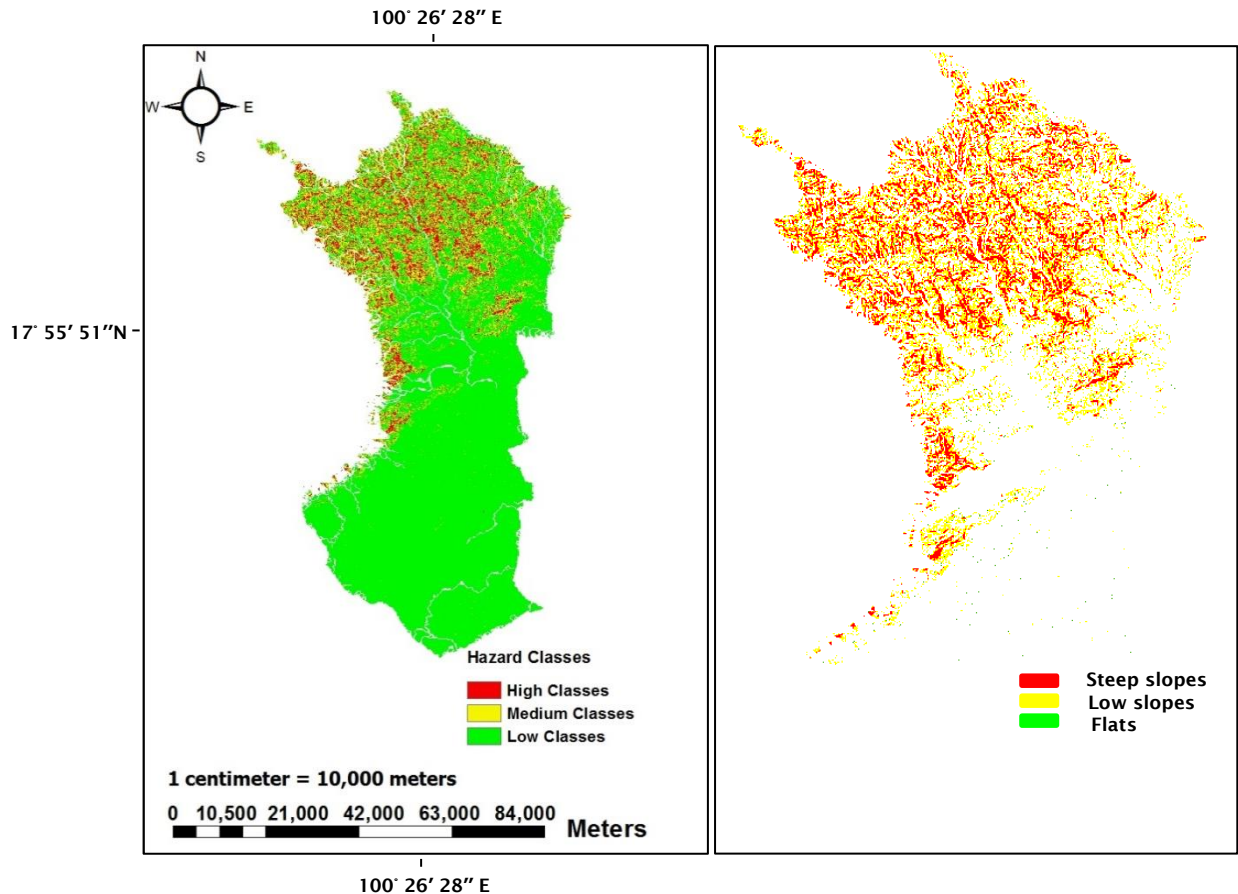 100° 26′ 28″ E
N
W E
S
17° 55′ 51″N
Hazard Classes
High Classes
Medium Classes
Low Classes
1 centimeter = 10,000 meters
0 10,500 21,000 42,000 63,000 84,000
Meters
100° 26′ 28″ E
Steep slopes
Low slopes
Flats